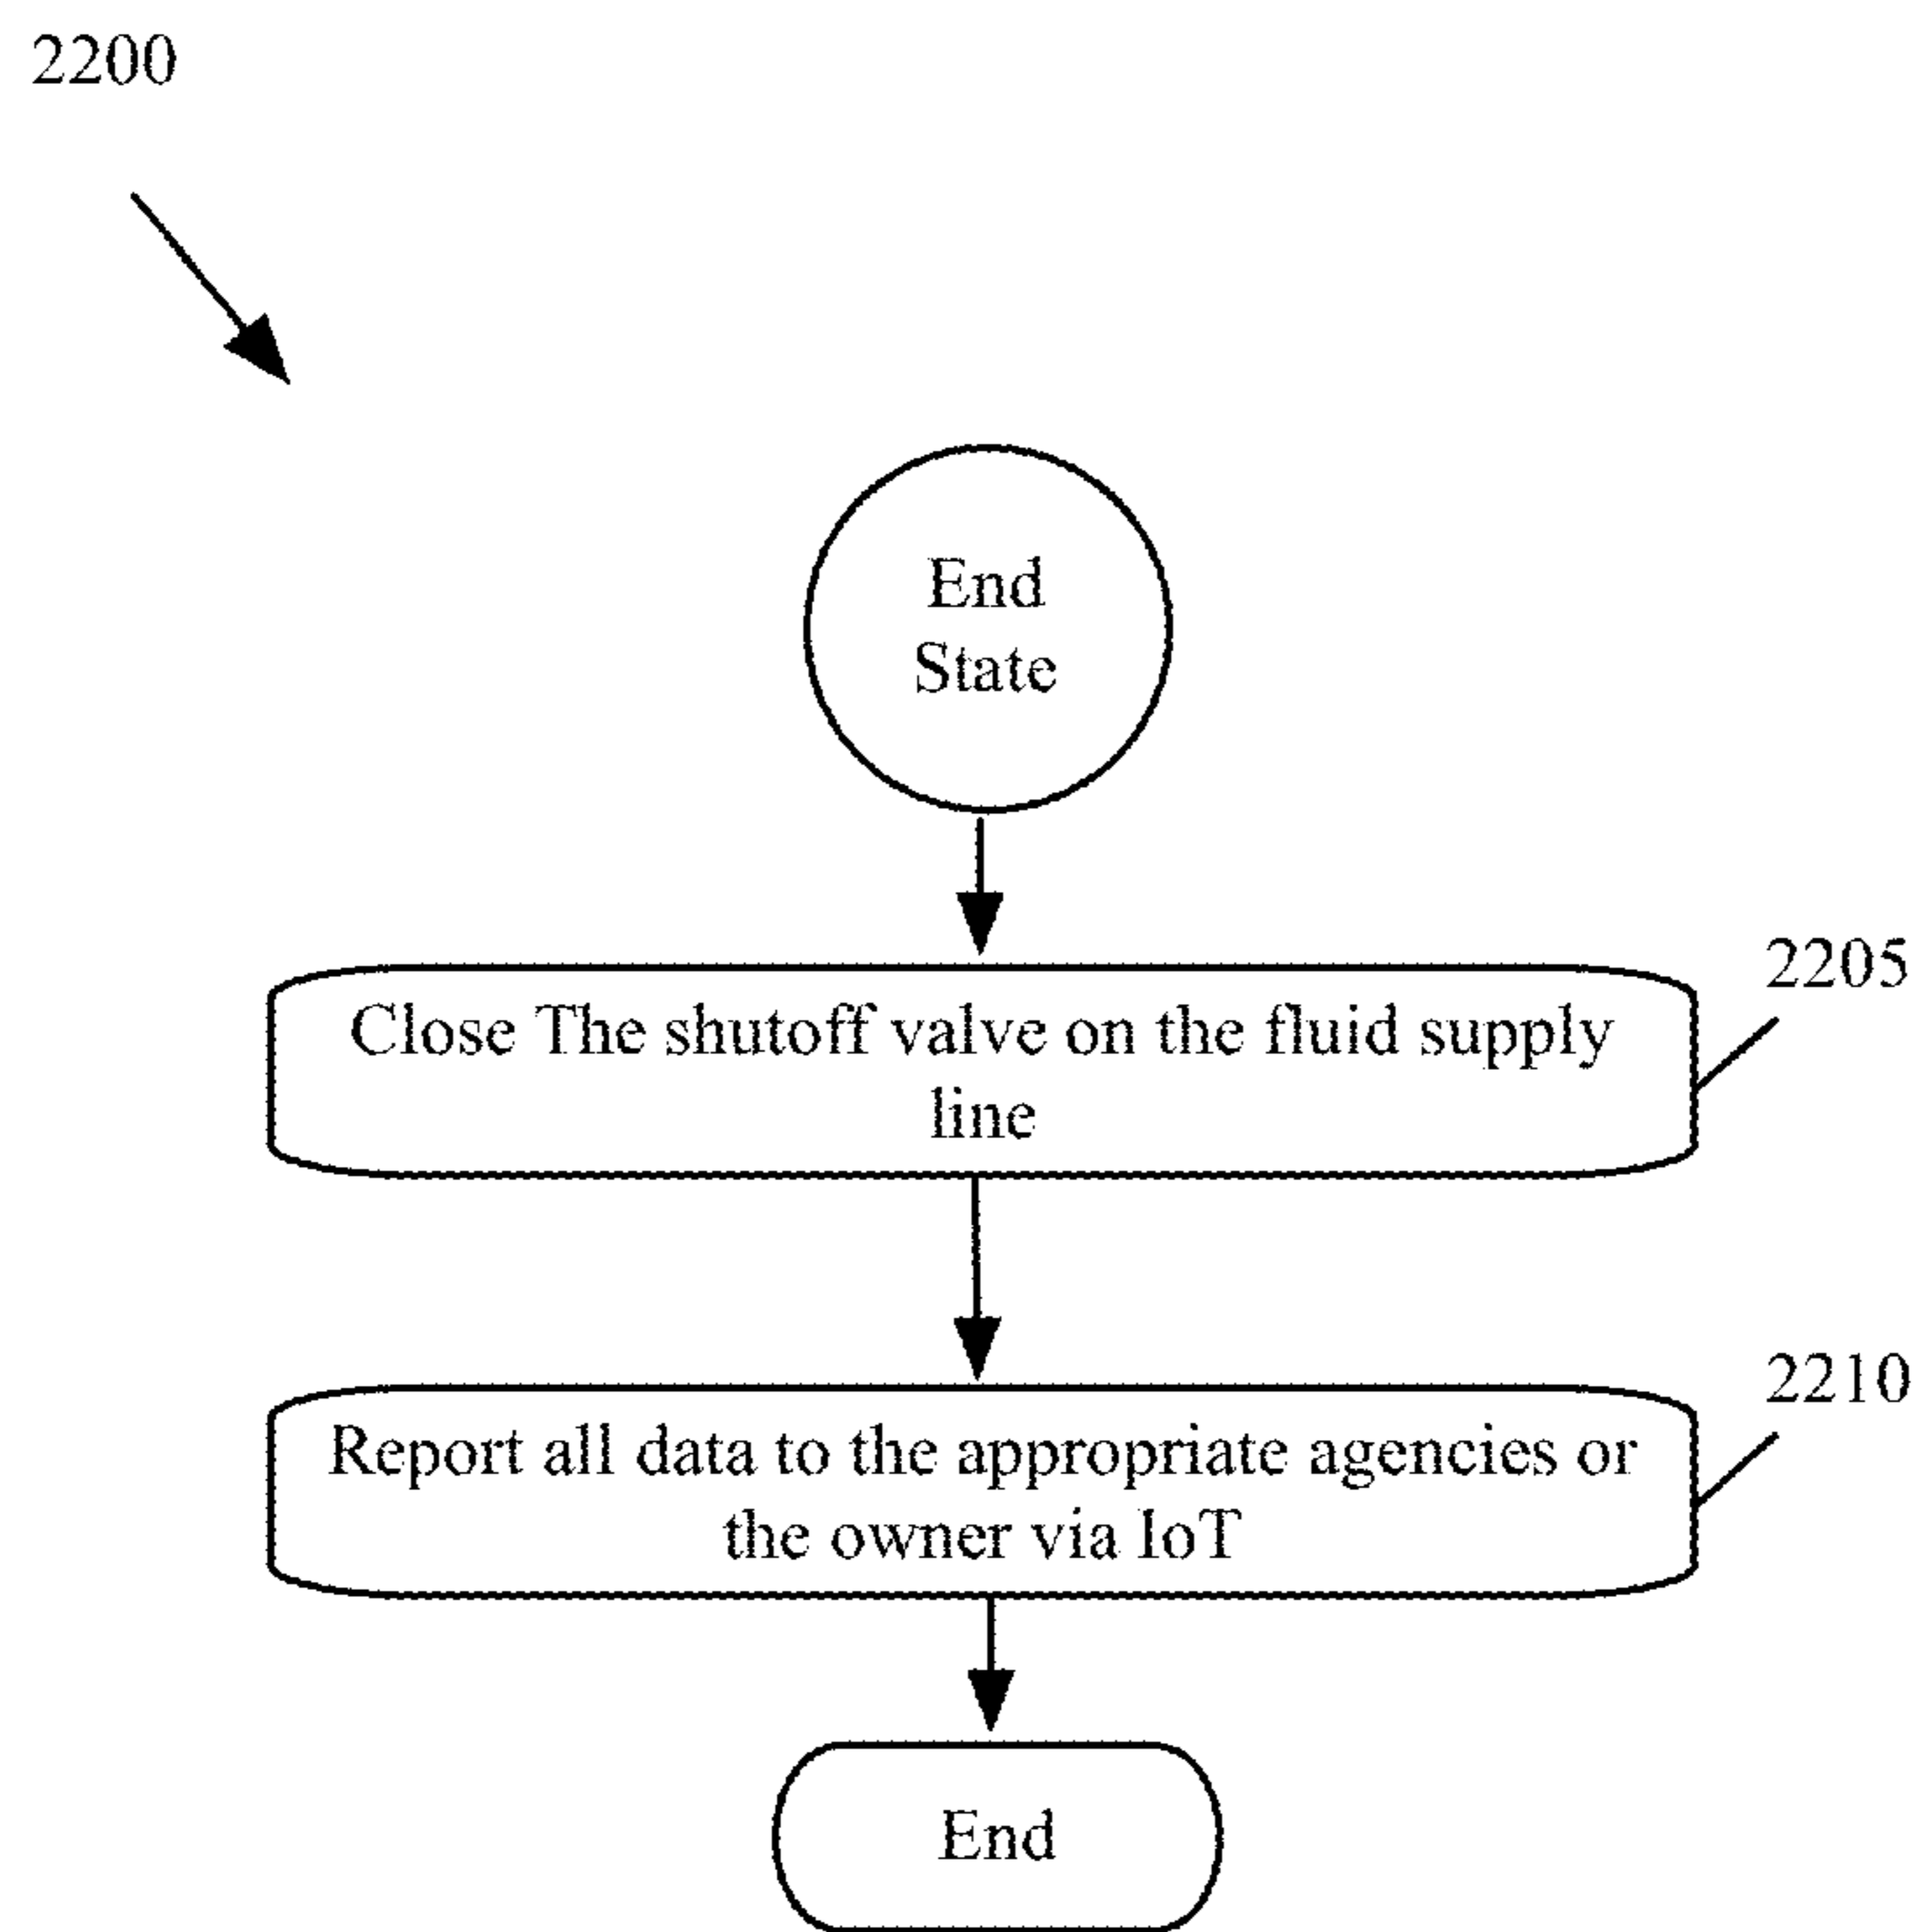 2200
End
State
2205
Close The shutoff valve on the fluid supply
line
2210
Report all data to the appropriate agencies or
the owner via IoT
End